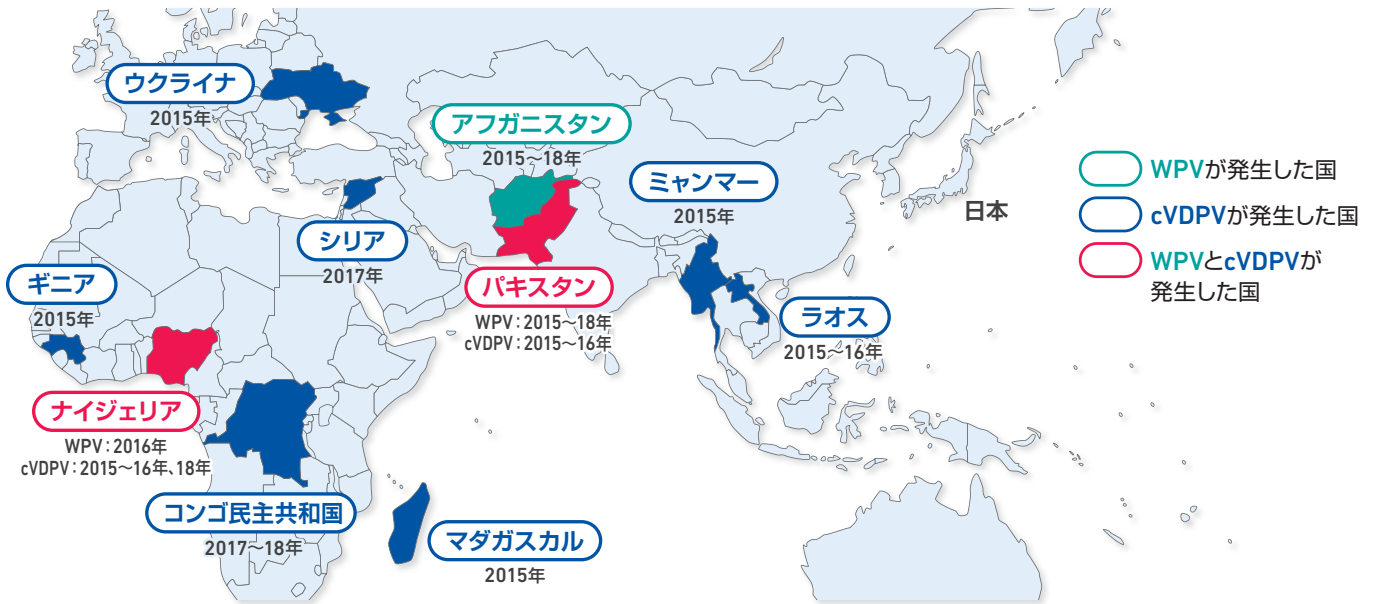 ウクライナ
2015年
アフガニスタン
2015～18年
ミャンマー
2015年
日本
WPVが発生した国
cVDPVが発生した国
WPVとcVDPVが
発生した国
シリア
2017年
ギニア
2015年
パキスタン
WPV：2015～18年
cVDPV：2015～16年
ラオス
2015～16年
ナイジェリア
WPV：2016年
cVDPV：2015～16年、18年
コンゴ民主共和国
2017～18年
マダガスカル
2015年